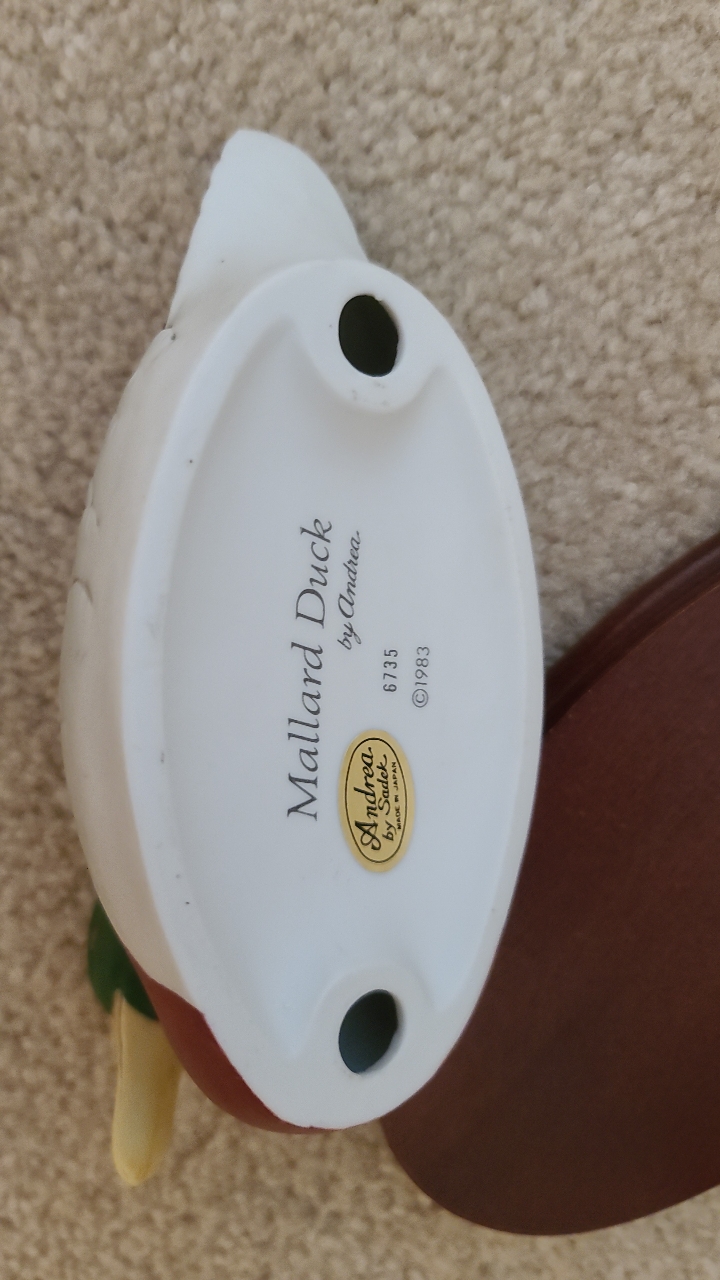 Mallard Duck
by Andrea
6735
©1983
Andrea
by Sadek
MADE IN JAPAN